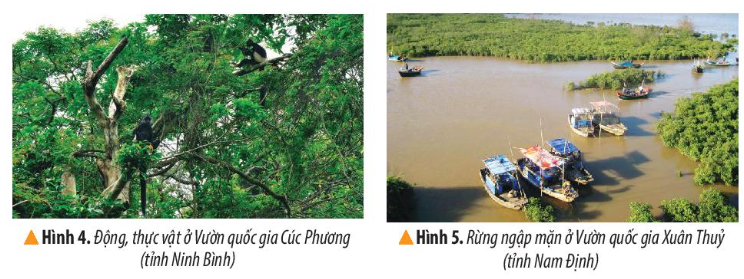 ▲ Hình 4. Động, thực vật ở Vườn quốc gia Cúc Phương
(tỉnh Ninh Bình)
▲ Hình 5. Rừng ngập mặn ở Vườn quốc gia Xuân Thuỷ
(tỉnh Nam Định)